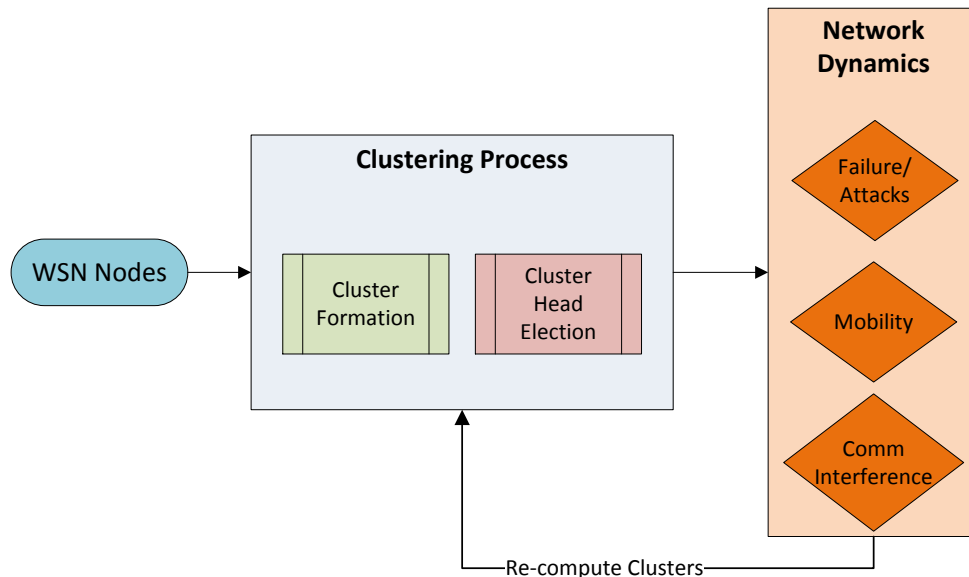 Network
Dynamics
Clustering Process
Failure/
Attacks
WSN Nodes
Cluster
Formation
Cluster
Head
Election
Mobility
Comm
Interference
Re-compute Clusters